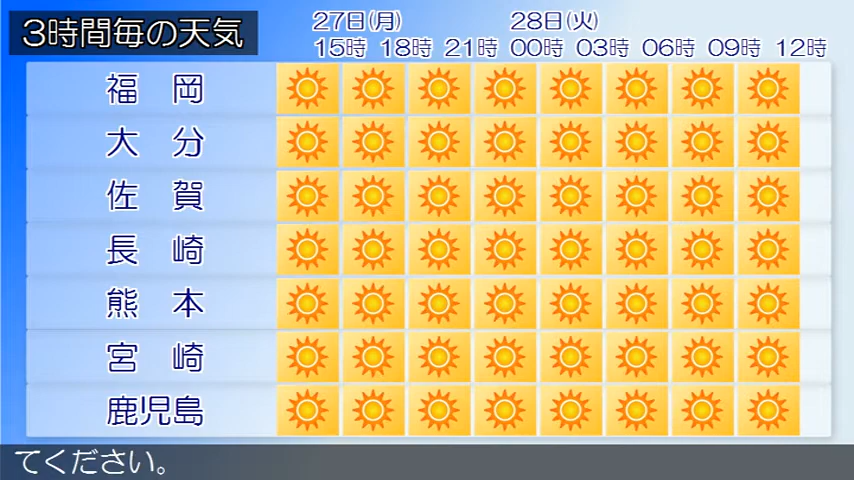 3時間毎の天気
27日(月) 28日(火)
15時 18時 21時 00時 03時 06時 09時 12時
福岡
大分
佐賀
長崎
熊本
宮崎
鹿児島
てください。